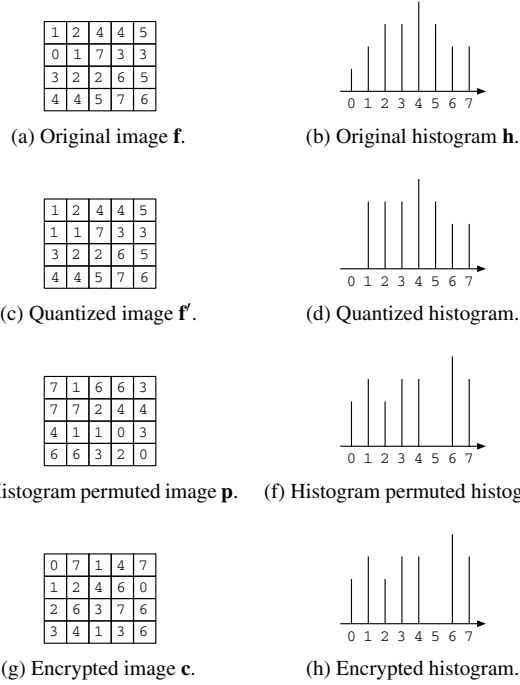 1 2 4 4 5
0 1 7 3 3
3 2 2 6 5
4 4 5 7 6
0 1 2 3 4 5 6 7
(a) Original image f.
(b) Original histogram h.
1 2 4 4 5
1 1 7 3 3
3 2 2 6 5
4 4 5 7 6
0 1 2 3 4 5 6 7
(c) Quantized image f′.
(d) Quantized histogram.
7 1 6 6 3
7 7 2 4 4
4 1 1 0 3
6 6 3 2 0
0 1 2 3 4 5 6 7
istogram permuted image p.
(f) Histogram permuted histog
0 7 1 4 7
1 2 4 6 0
2 6 3 7 6
3 4 1 3 6
0 1 2 3 4 5 6 7
(g) Encrypted image c.
(h) Encrypted histogram.